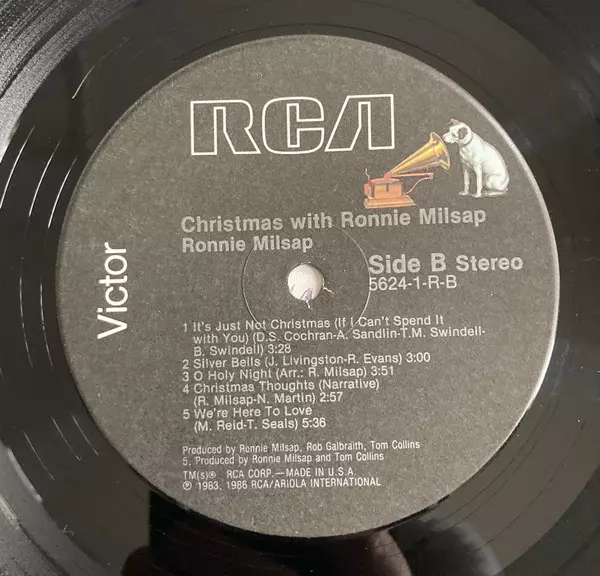 RCA
Christmas with Ronnie Milsap
Ronnie Milsap
Side B Stereo
5624-1-R-B
Victor
1 It's Just Not Christmas (If I Can't Spend It
with You) (D.S. Cochran-A. Sandlin-T.M. Swindell-
B. Swindell) 3:28
2 Silver Bells (J. Livingston-R. Evans) 3:00
3 O Holy Night (Arr.: R. Milsap) 3:51
4 Christmas Thoughts (Narrative)
(R. Milsap-N. Martin) 2:57
5 We're Here To Love
(M. Reid-T. Seals) 5:36
Produced by Ronnie Milsap, Rob Galbraith, Tom Collins
5. Produced by Ronnie Milsap and Tom Collins
TM(s)® RCA CORP.—MADE IN U.S.A.
℗ 1983, 1986 RCA/ARIOLA INTERNATIONAL